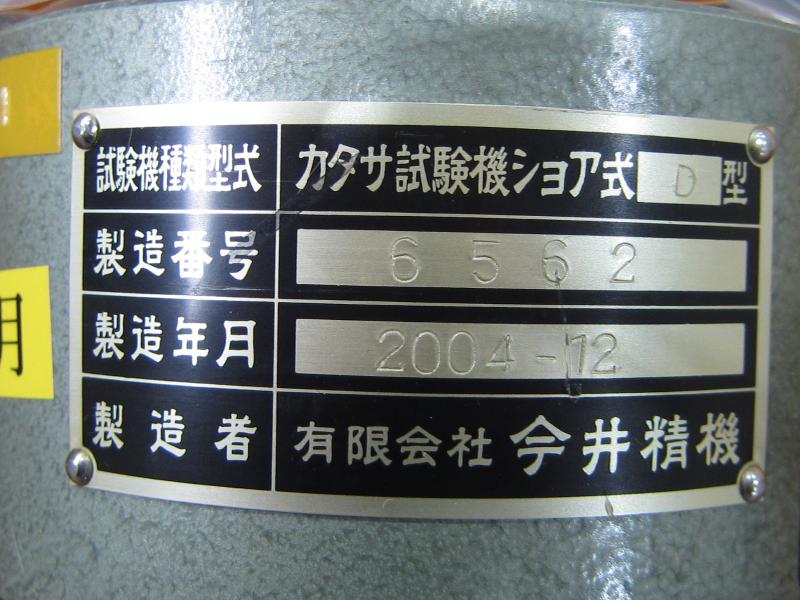 試験機種類型式 カタサ試験機ショア式 D 型
製造番号 6562
製造年月 2004-12
製造者 有限会社 今井精機